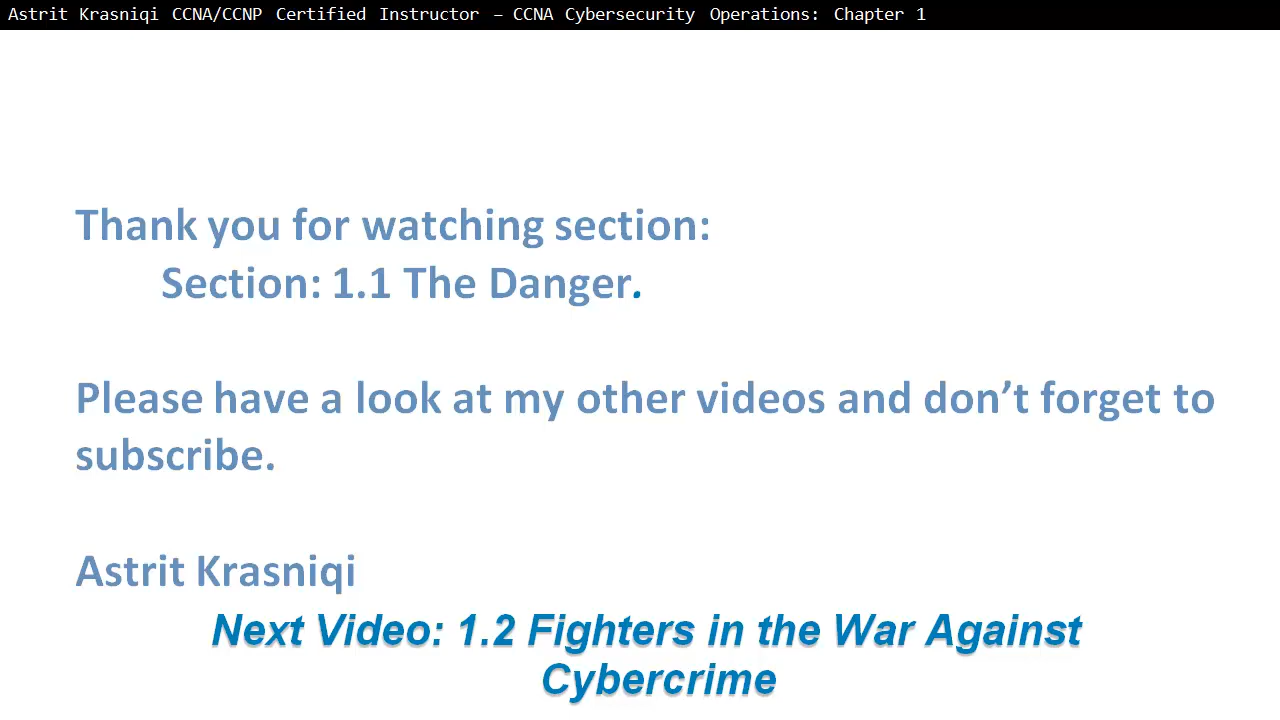 Astrit Krasniqi CCNA/CCNP Certified Instructor – CCNA Cybersecurity Operations: Chapter 1
Thank you for watching section:
Section: 1.1 The Danger.
Please have a look at my other videos and don’t forget to
subscribe.
Astrit Krasniqi
Next Video: 1.2 Fighters in the War Against
Cybercrime